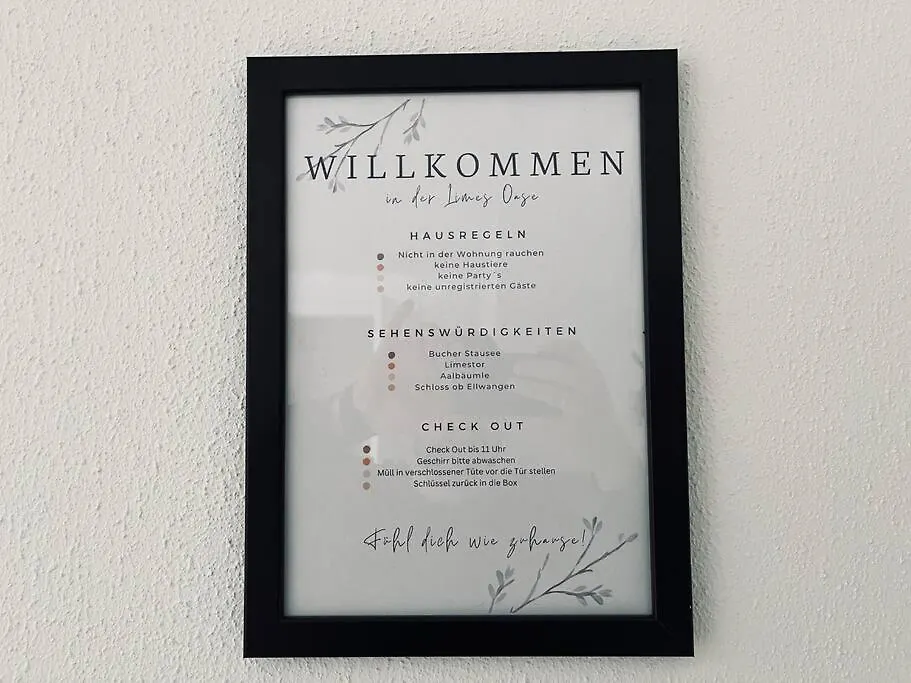 WILLKOMMEN
in der Limes Oase
HAUSREGELN
Nicht in der Wohnung rauchen
keine Haustiere
keine Party´s
keine unregistrierten Gäste
SEHENSWÜRDIGKEITEN
Bucher Stausee
Limestor
Aalbäumle
Schloss ob Ellwangen
CHECK OUT
Check Out bis 11 Uhr
Geschirr bitte abwaschen
Müll in verschlossener Tüte vor die Tür stellen
Schlüssel zurück in die Box
Fühl dich wie zuhause!